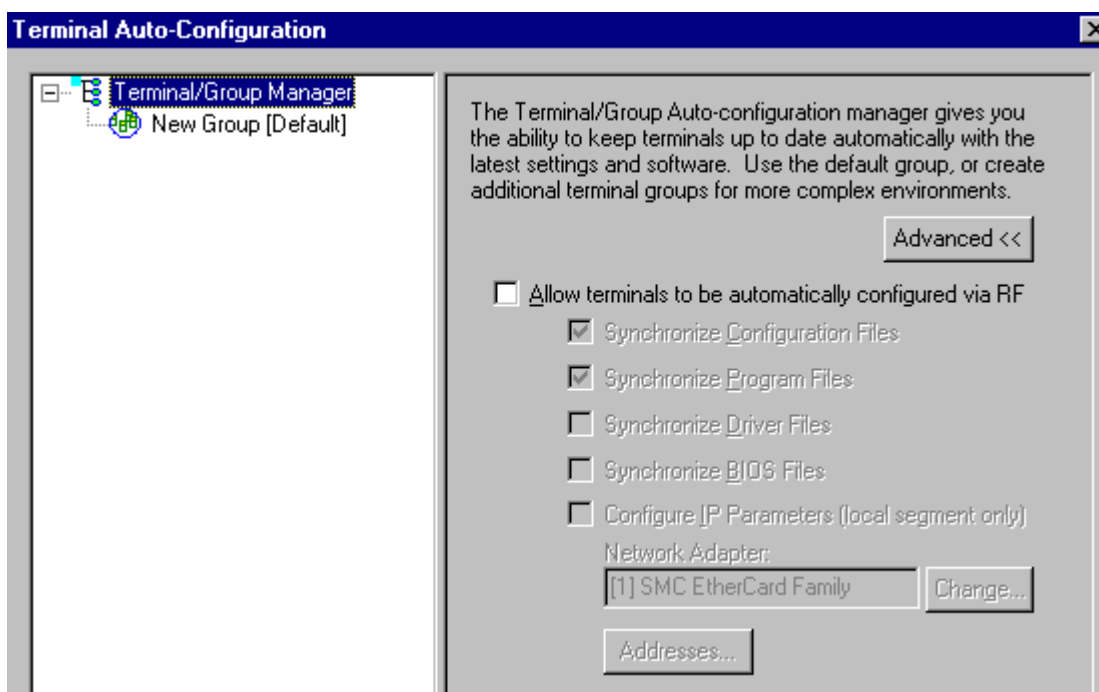 Terminal Auto-Configuration
Terminal/Group Manager
New Group [Default]
The Terminal/Group Auto-configuration manager gives you
the ability to keep terminals up to date automatically with the
latest settings and software.  Use the default group, or create
additional terminal groups for more complex environments.
Advanced <<
Allow terminals to be automatically configured via RF
Synchronize Configuration Files
Synchronize Program Files
Synchronize Driver Files
Synchronize BIOS Files
Configure IP Parameters (local segment only)
Network Adapter:
[1] SMC EtherCard Family
Change...
Addresses...